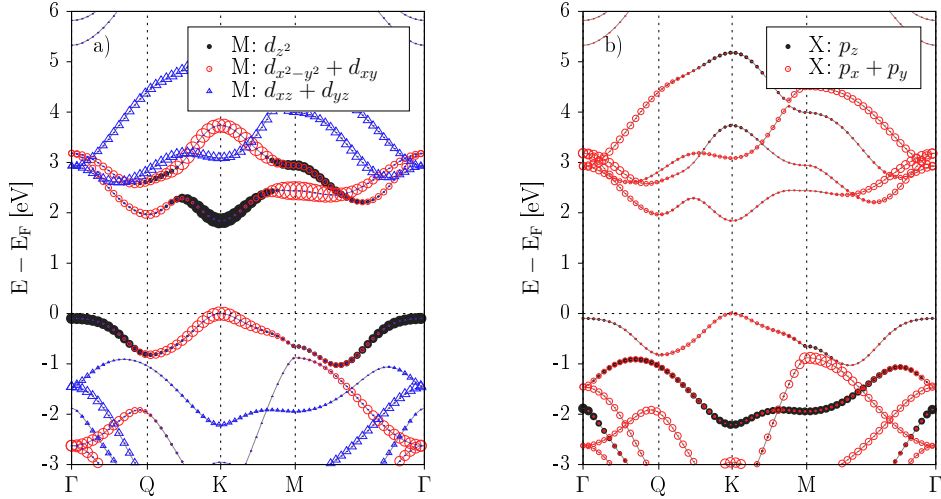 6
5
4
3
2
1
0
-1
-2
-3
E − E_F [eV]
a)
M: d_{z²}
M: d_{x²−y²} + d_{xy}
M: d_{xz} + d_{yz}
Γ Q K M Γ
6
5
4
3
2
1
0
-1
-2
-3
E − E_F [eV]
b)
X: p_z
X: p_x + p_y
Γ Q K M Γ